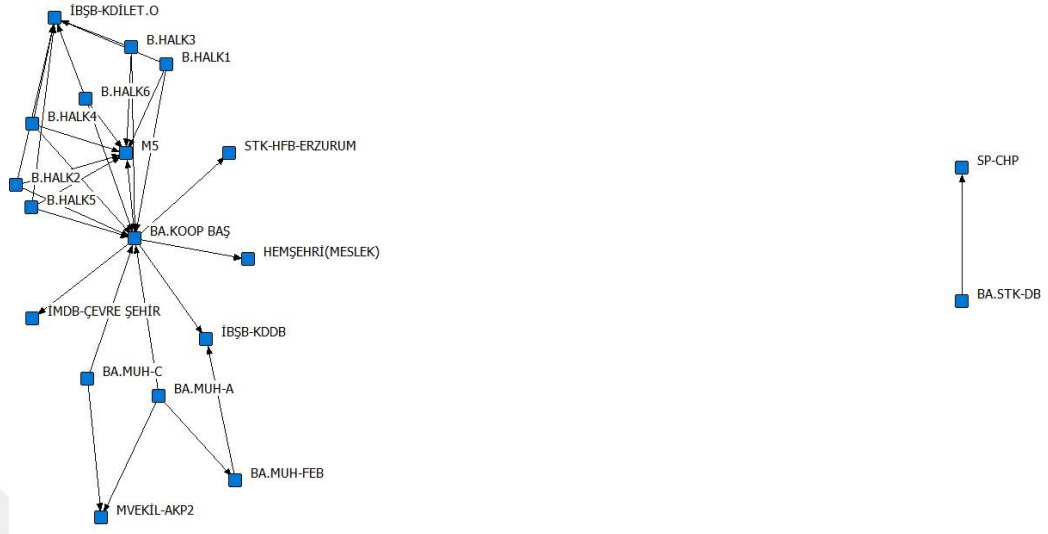 İBŞB-KDİLET.O
B.HALK3
B.HALK1
B.HALK6
B.HALK4
M5
STK-HFB-ERZURUM
SP-CHP
B.HALK2
B.HALK5
BA.KOOP BAŞ
HEMŞEHRİ(MESLEK)
BA.STK-DB
İMDB-ÇEVRE ŞEHİR
İBŞB-KDDB
BA.MUH-C
BA.MUH-A
BA.MUH-FEB
MVEKİL-AKP2